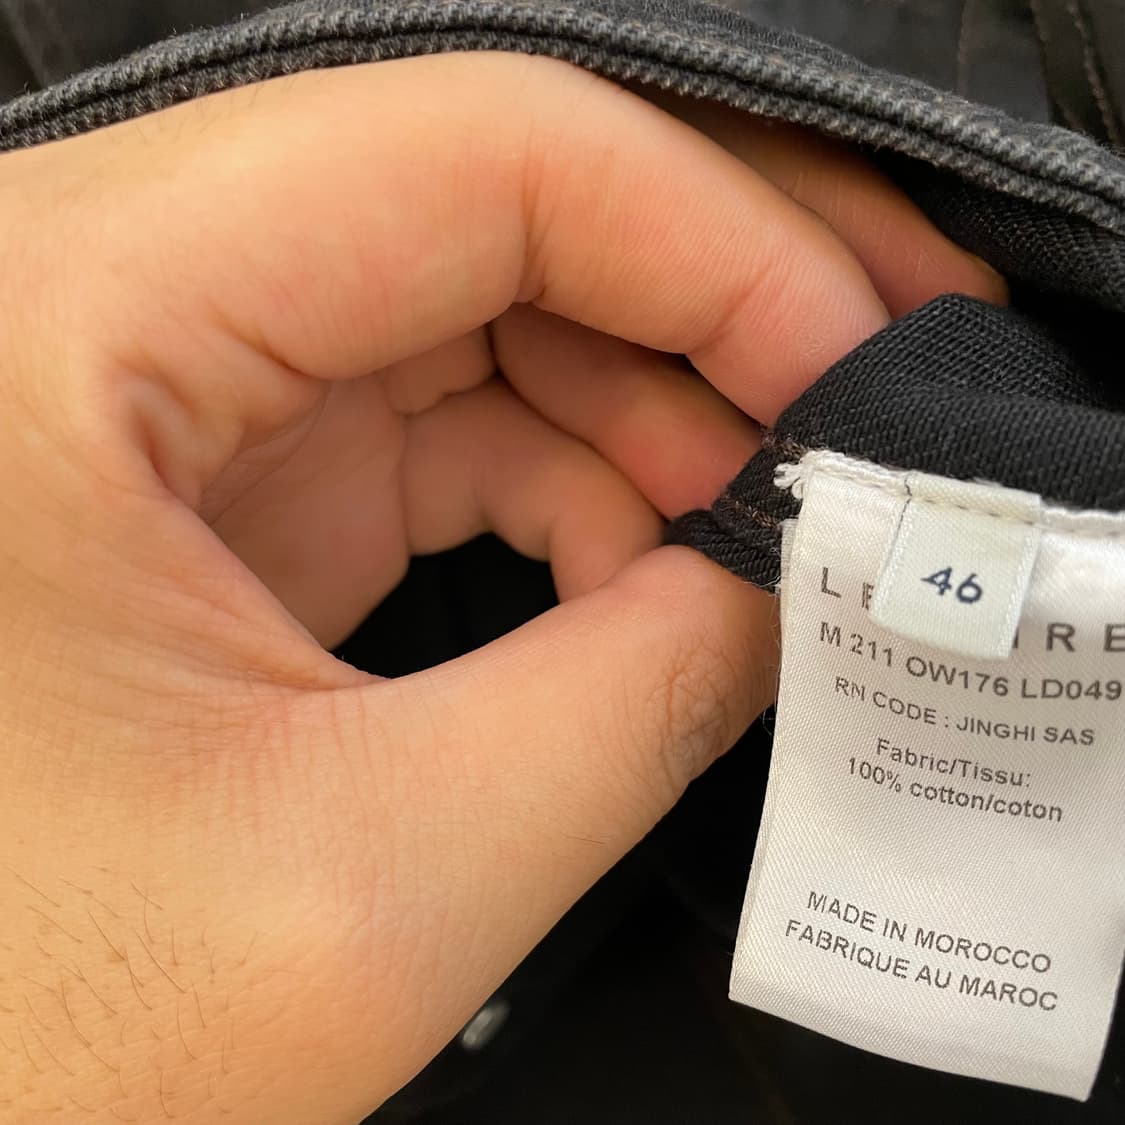 46
L E IRE
M 211 OW176 LD049
RN CODE : JINGHI SAS
Fabric/Tissu:
100% cotton/coton
MADE IN MOROCCO
FABRIQUE AU MAROC